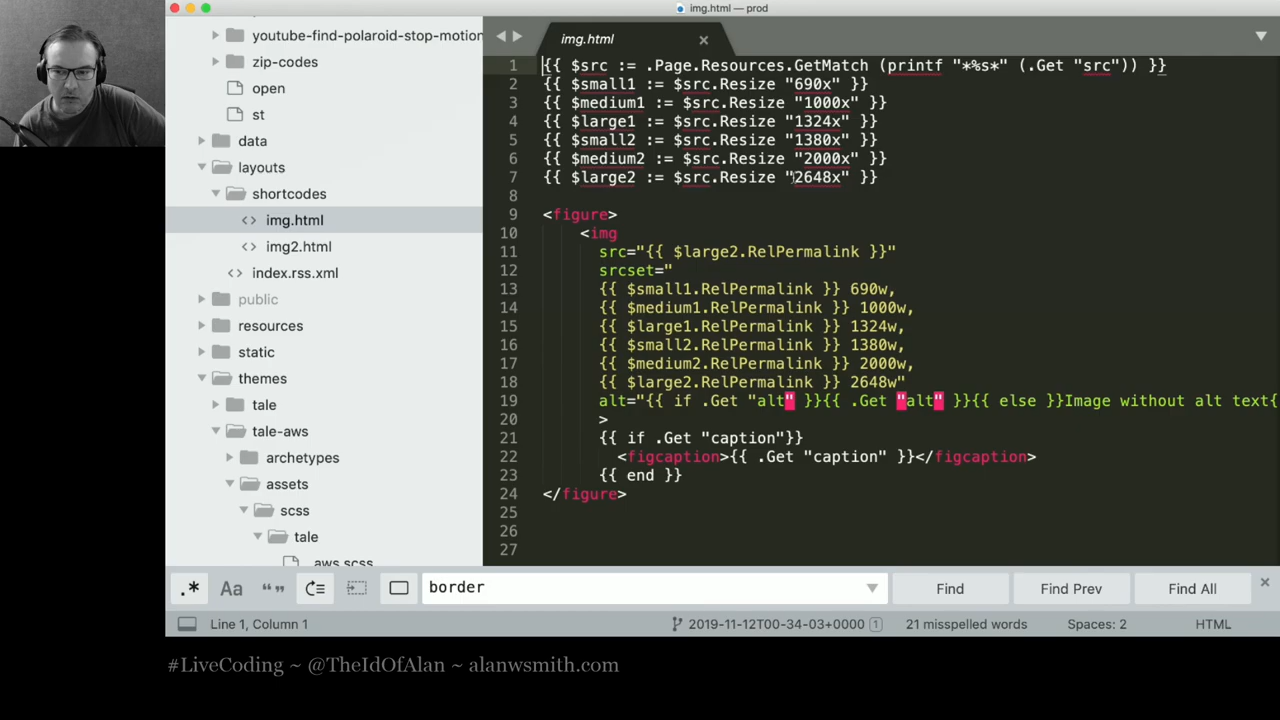 img.html — prod
youtube-find-polaroid-stop-motion
zip-codes
open
st
data
layouts
shortcodes
img.html
img2.html
index.rss.xml
public
resources
static
themes
tale
tale-aws
archetypes
assets
scss
tale
aws.scss
img.html
1 {{ $src := .Page.Resources.GetMatch (printf "*%s*" (.Get "src")) }}
2 {{ $small1 := $src.Resize "690x" }}
3 {{ $medium1 := $src.Resize "1000x" }}
4 {{ $large1 := $src.Resize "1324x" }}
5 {{ $small2 := $src.Resize "1380x" }}
6 {{ $medium2 := $src.Resize "2000x" }}
7 {{ $large2 := $src.Resize "2648x" }}
8
9 <figure>
10 <img
11 src="{{ $large2.RelPermalink }}"
12 srcset="
13 {{ $small1.RelPermalink }} 690w,
14 {{ $medium1.RelPermalink }} 1000w,
15 {{ $large1.RelPermalink }} 1324w,
16 {{ $small2.RelPermalink }} 1380w,
17 {{ $medium2.RelPermalink }} 2000w,
18 {{ $large2.RelPermalink }} 2648w"
19 alt="{{ if .Get "alt" }}{{ .Get "alt" }}{{ else }}Image without alt text{
20 >
21 {{ if .Get "caption"}}
22 <figcaption>{{ .Get "caption" }}</figcaption>
23 {{ end }}
24 </figure>
25
26
27
.* Aa “ ” border Find Find Prev Find All
Line 1, Column 1 2019-11-12T00-34-03+0000 1 21 misspelled words Spaces: 2 HTML
#LiveCoding ~ @TheIdOfAlan ~ alanwsmith.com